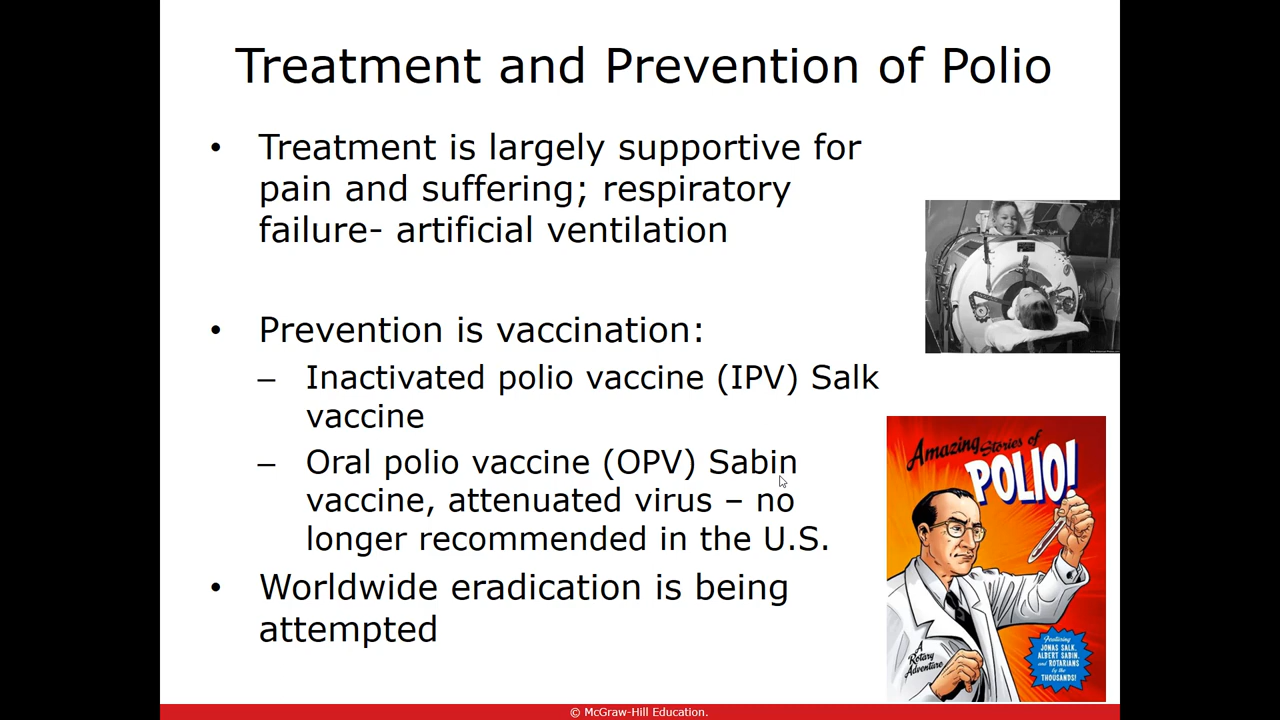 Treatment and Prevention of Polio
• Treatment is largely supportive for
pain and suffering; respiratory
failure- artificial ventilation
• Prevention is vaccination:
– Inactivated polio vaccine (IPV) Salk
vaccine
– Oral polio vaccine (OPV) Sabin
vaccine, attenuated virus – no
longer recommended in the U.S.
• Worldwide eradication is being
attempted
Amazing Stories of
POLIO!
A
Rotary
Adventure
Featuring
JONAS SALK,
ALBERT SABIN,
and ROTARIANS
by the
THOUSANDS!
© McGraw-Hill Education.